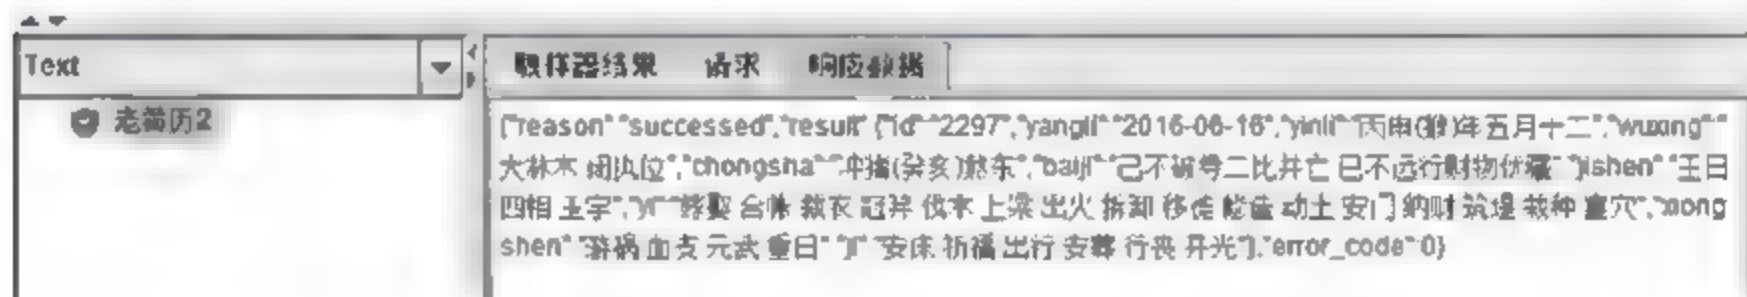 Text
取样器结果 请求 响应数据
老黄历2
{"reason":"successed","result":{"id":"2297","yangli":"2016-06-16","yinli":"丙申(猴)年五月十二","wuxing":"
大林木 闭执位","chongsha":"冲猪(癸亥)煞东","baiji":"己不破券二比并亡 巳不远行财物伏藏","jishen":"王日
四相 玉宇","yi":"嫁娶 合帐 裁衣 冠笄 伐木 上梁 出火 拆卸 移徙 动土 安门 纳财 筑堤 栽种 塞穴","xiong
shen":"游祸 血支 元武 重日","ji":"安床 祈福 出行 安葬 行丧 开光"},"error_code":0}